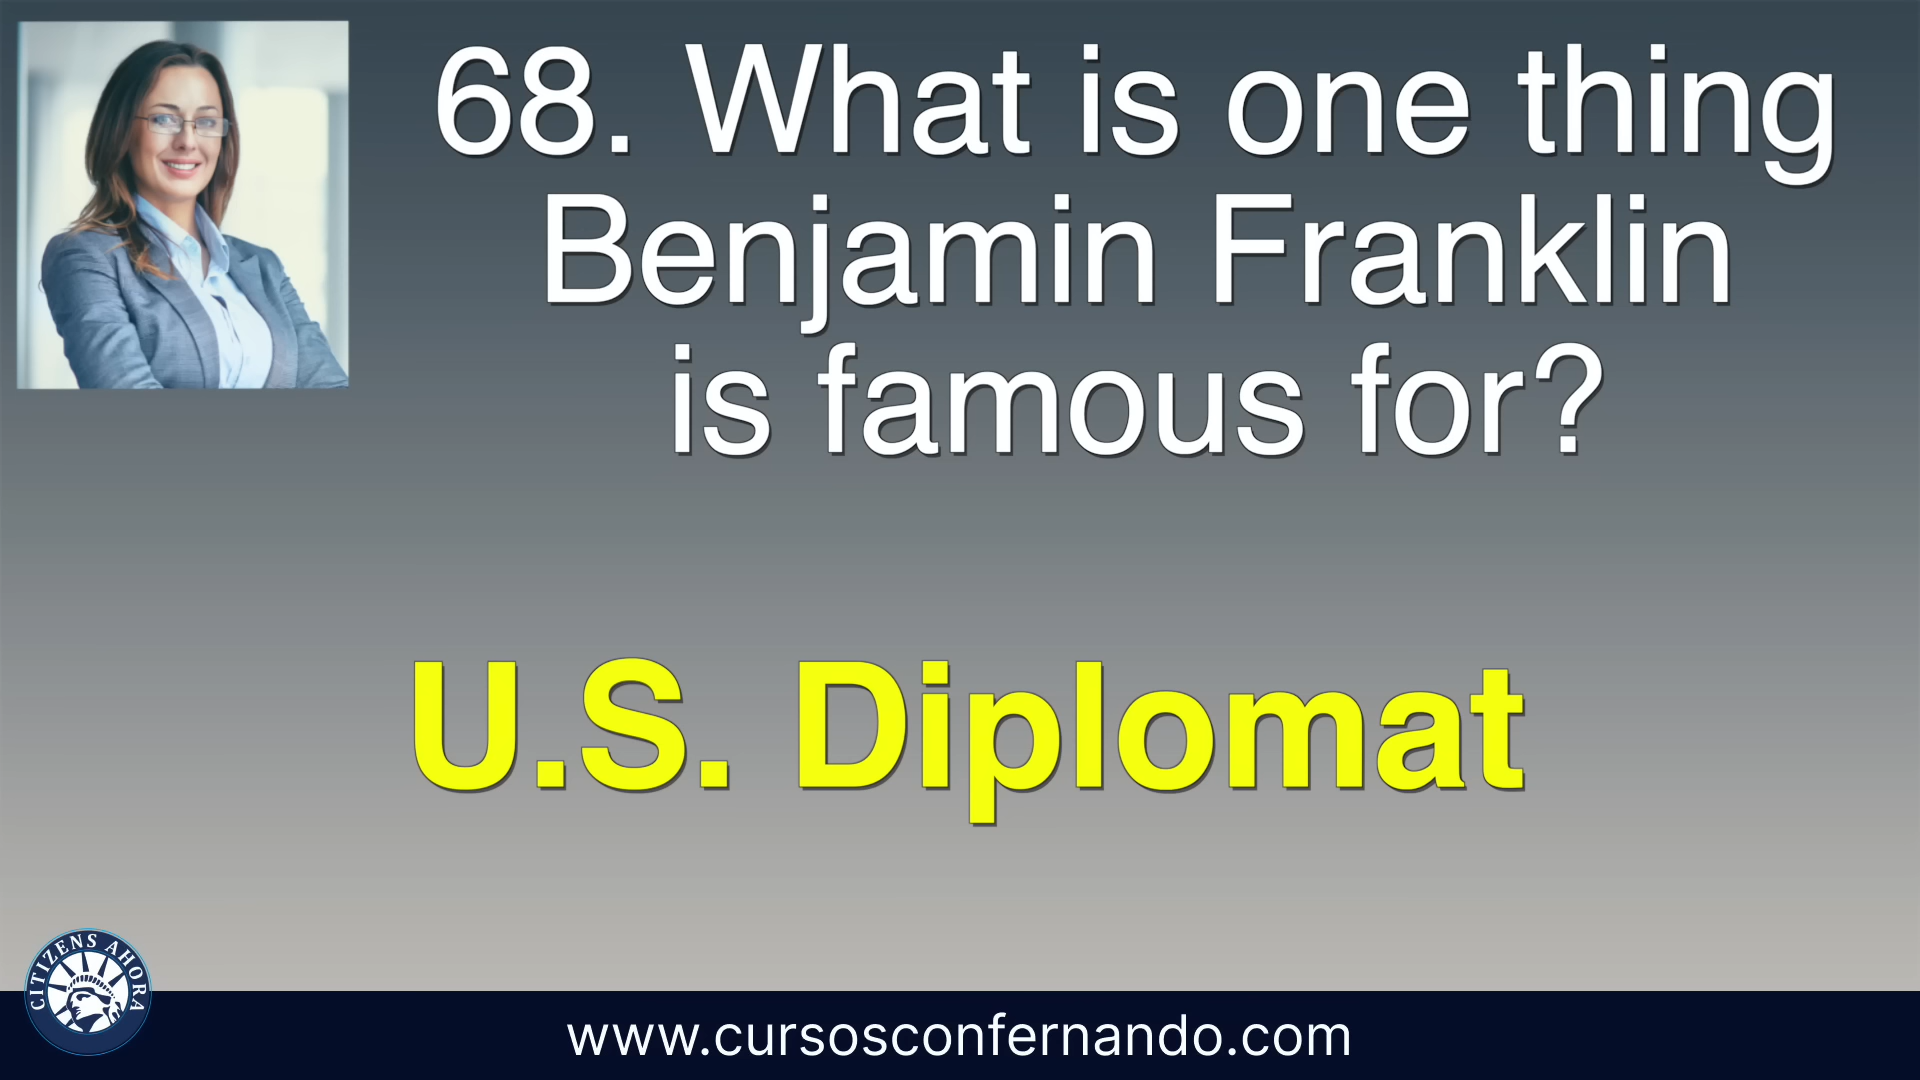 68. What is one thing
Benjamin Franklin
is famous for?
U.S. Diplomat
CITIZENS AHORA
www.cursosconfernando.com